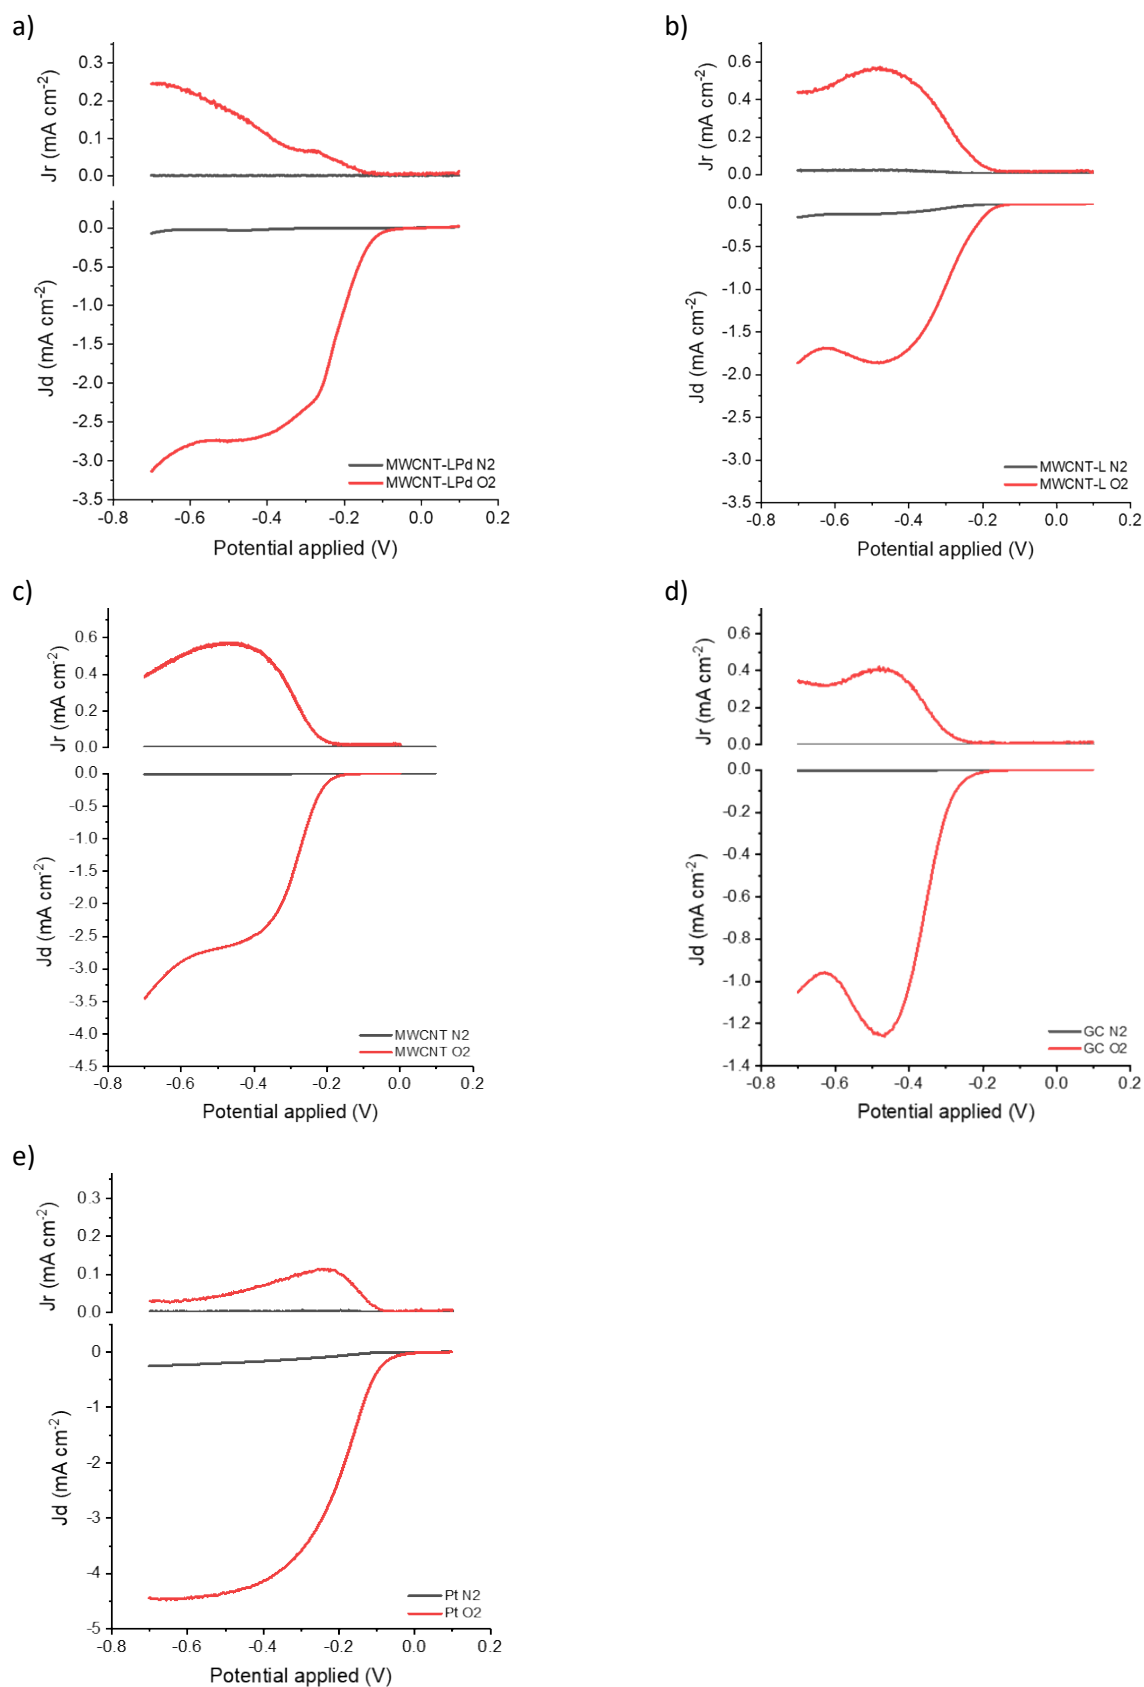 a)
0.3
0.2
0.1
0.0
Jr (mA cm-2)
0.0
-0.5
-1.0
-1.5
-2.0
-2.5
-3.0
-3.5
Jd (mA cm-2)
MWCNT-LPd N2
MWCNT-LPd O2
-0.8 -0.6 -0.4 -0.2 0.0 0.2
Potential applied (V)
b)
0.6
0.4
0.2
0.0
Jr (mA cm-2)
0.0
-0.5
-1.0
-1.5
-2.0
-2.5
-3.0
-3.5
Jd (mA cm-2)
MWCNT-L N2
MWCNT-L O2
-0.8 -0.6 -0.4 -0.2 0.0 0.2
Potential applied (V)
c)
0.6
0.4
0.2
0.0
Jr (mA cm-2)
0.0
-0.5
-1.0
-1.5
-2.0
-2.5
-3.0
-3.5
-4.0
-4.5
Jd (mA cm-2)
MWCNT N2
MWCNT O2
-0.8 -0.6 -0.4 -0.2 0.0 0.2
Potential applied (V)
d)
0.6
0.4
0.2
0.0
Jr (mA cm-2)
0.0
-0.2
-0.4
-0.6
-0.8
-1.0
-1.2
-1.4
Jd (mA cm-2)
GC N2
GC O2
-0.8 -0.6 -0.4 -0.2 0.0 0.2
Potential applied (V)
e)
0.3
0.2
0.1
0.0
Jr (mA cm-2)
0
-1
-2
-3
-4
-5
Jd (mA cm-2)
Pt N2
Pt O2
-0.8 -0.6 -0.4 -0.2 0.0 0.2
Potential applied (V)